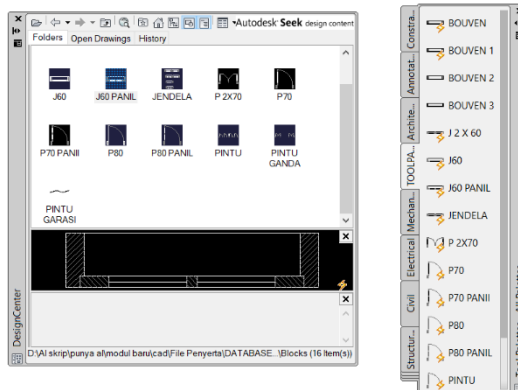 Autodesk Seek design content
Folders Open Drawings History
J60
J60 PANIL
JENDELA
P 2X70
P70
P70 PANII
P80
P80 PANIL
PINTU
PINTU
GANDA
PINTU
GARASI
DesignCenter
D:\AI skrip\punya al\modul baru\cad\File Penyerta\DATABASE...\Blocks (16 Item(s))
Constra...
Annotat...
Archite...
TOOLPA...
Mechan...
Electrical
Civil
Structur...
BOUVEN
BOUVEN 1
BOUVEN 2
BOUVEN 3
J 2 X 60
J60
J60 PANIL
JENDELA
P 2X70
P70
P70 PANII
P80
P80 PANIL
PINTU